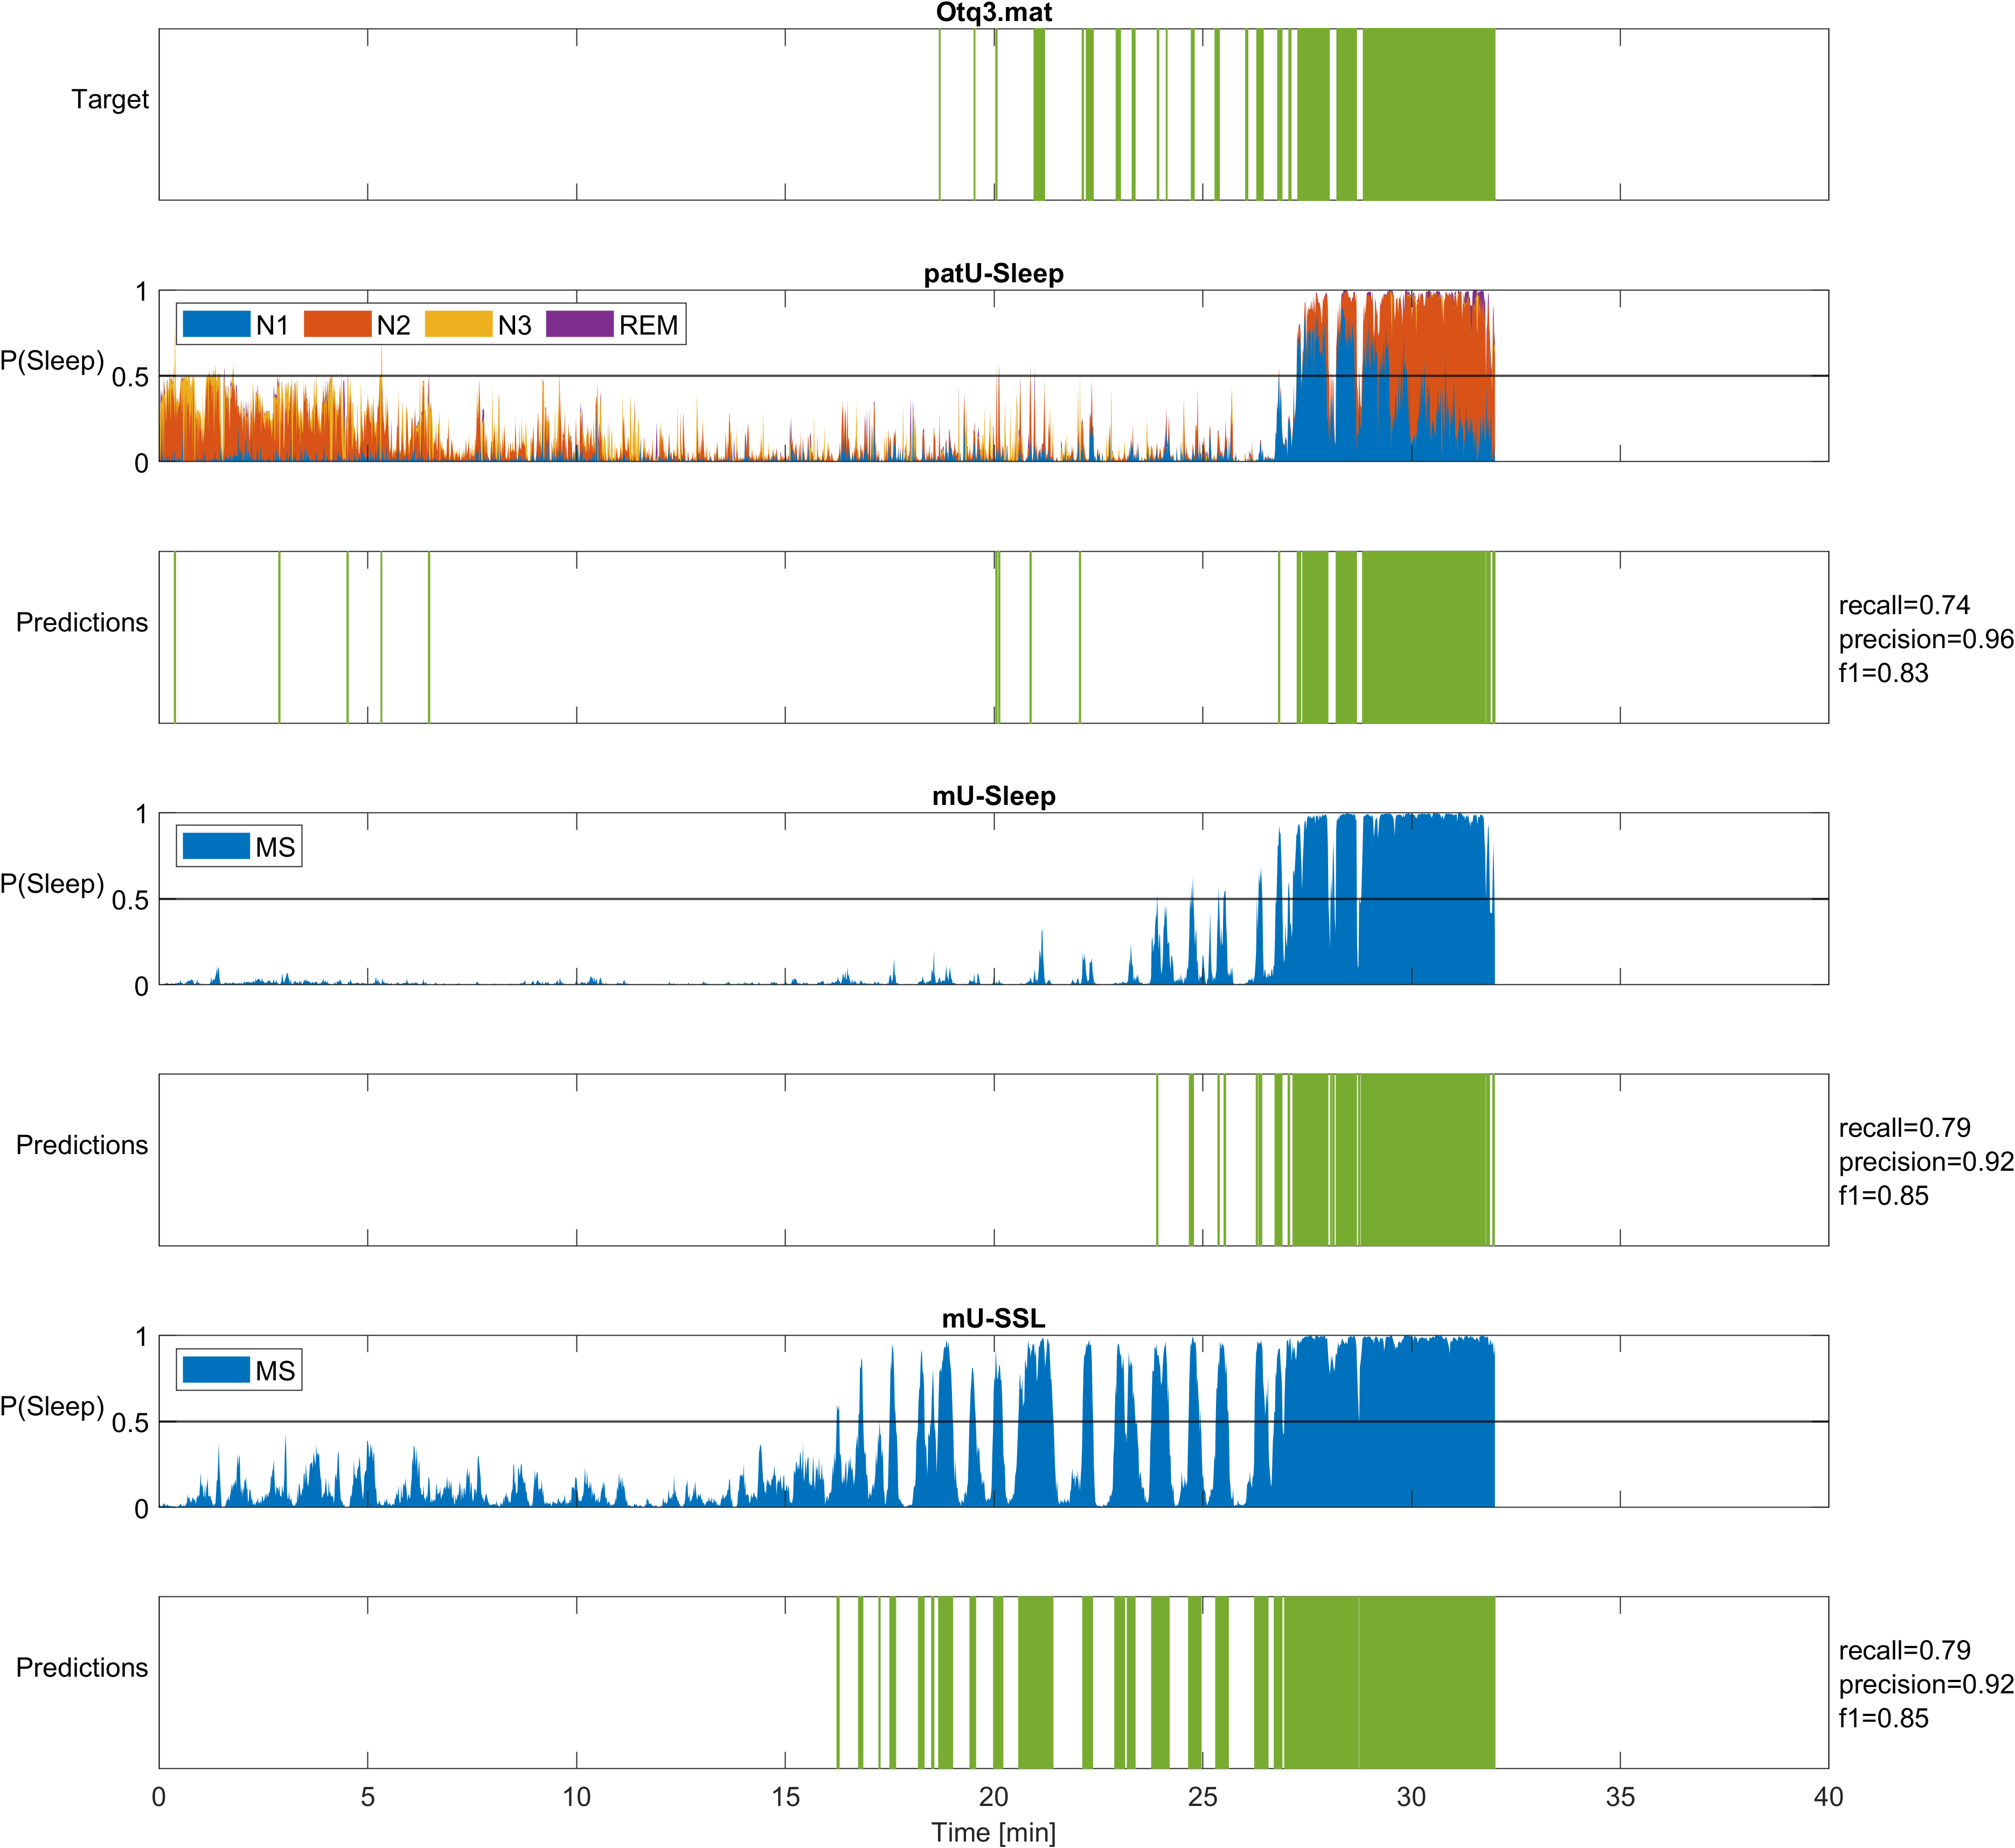 Otq3.mat
Target
patU-Sleep
1
N1 N2 N3 REM
P(Sleep)
0.5
0
Predictions
recall=0.74
precision=0.96
f1=0.83
mU-Sleep
1
MS
P(Sleep)
0.5
0
Predictions
recall=0.79
precision=0.92
f1=0.85
mU-SSL
1
MS
P(Sleep)
0.5
0
Predictions
recall=0.79
precision=0.92
f1=0.85
0 5 10 15 20 25 30 35 40
Time [min]